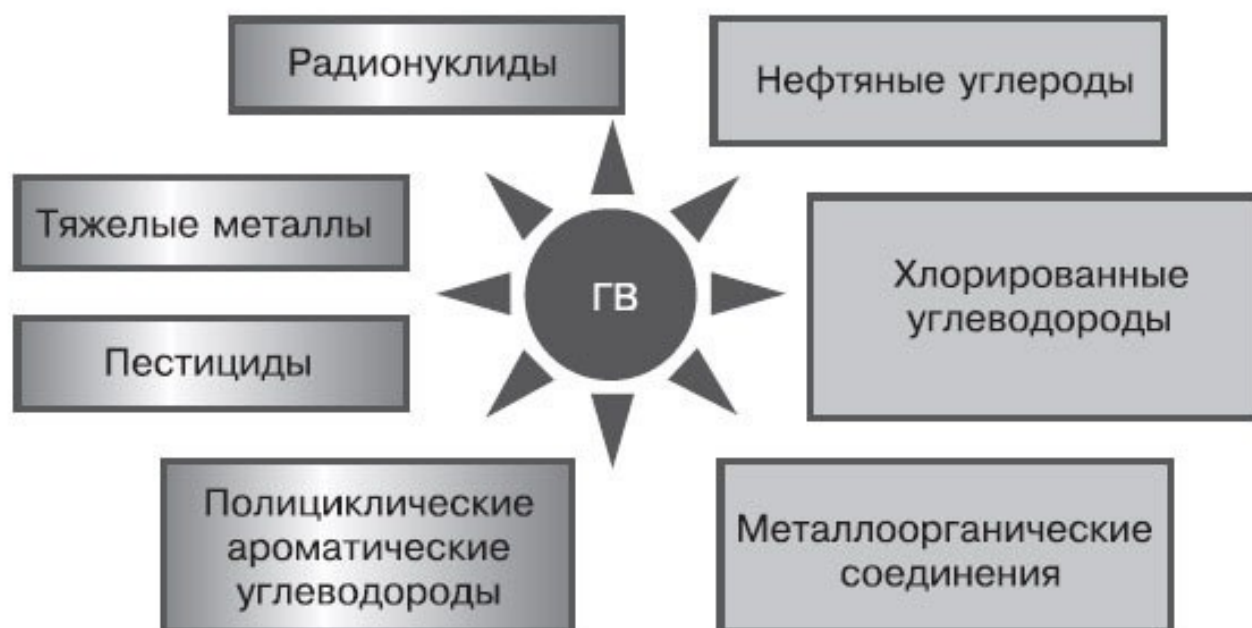 Радионуклиды
Нефтяные углероды
Тяжелые металлы
ГВ
Хлорированные
углеводороды
Пестициды
Полициклические
ароматические
углеводороды
Металлоорганические
соединения